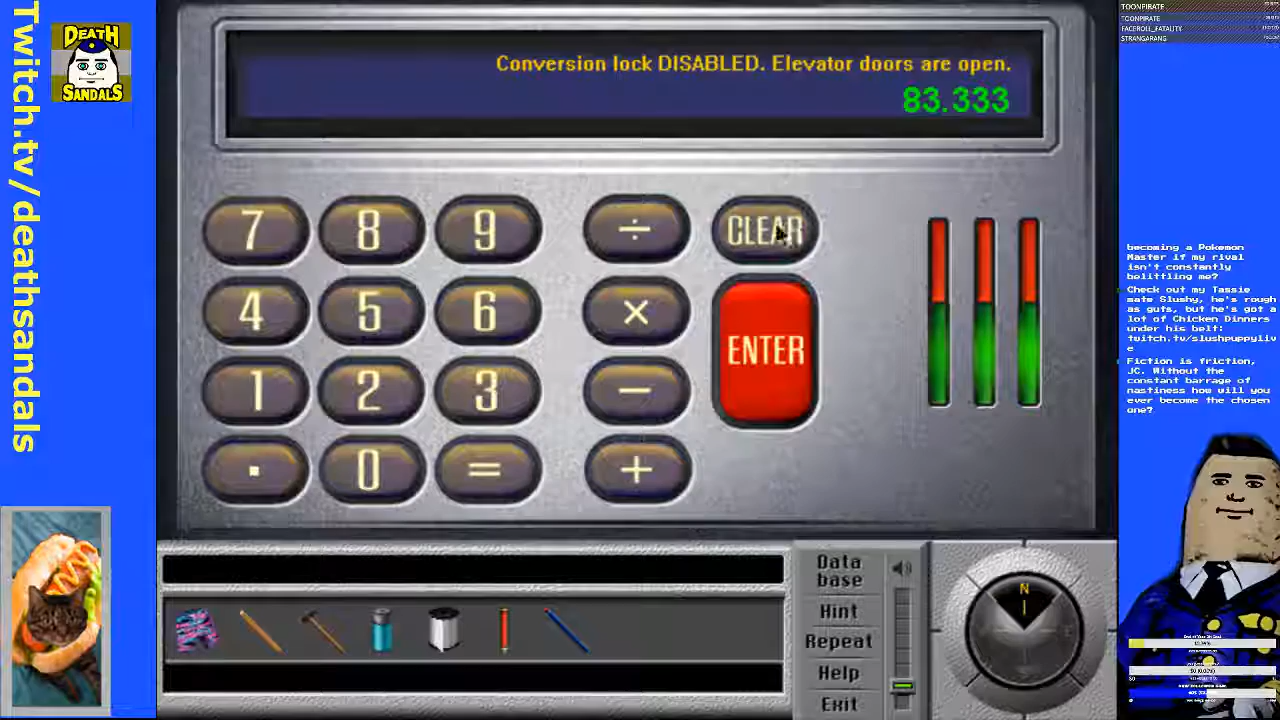 Twitch.tv/deathsandals
DEATH
SANDALS
Conversion lock DISABLED. Elevator doors are open.
83.333
7 8 9 ÷ CLEAR
4 5 6 × ENTER
1 2 3 −
. 0 = +
Data
base
Hint
Repeat
Help
Exit
N
TOONPIRATE
TOONPIRATE
FACEROLL_FATALITY
STRANGARANG
becoming a Pokemon
Master if my rival
isn't constantly
belittling me?
Check out my Tassie
mate Slushy, he's rough
as guts, but he's got a
lot of Chicken Dinners
under his belt:
twitch.tv/slushpuppyliv
e
Fiction is friction,
JC. Without the
constant barrage of
nastiness how will you
ever become the chosen
one?